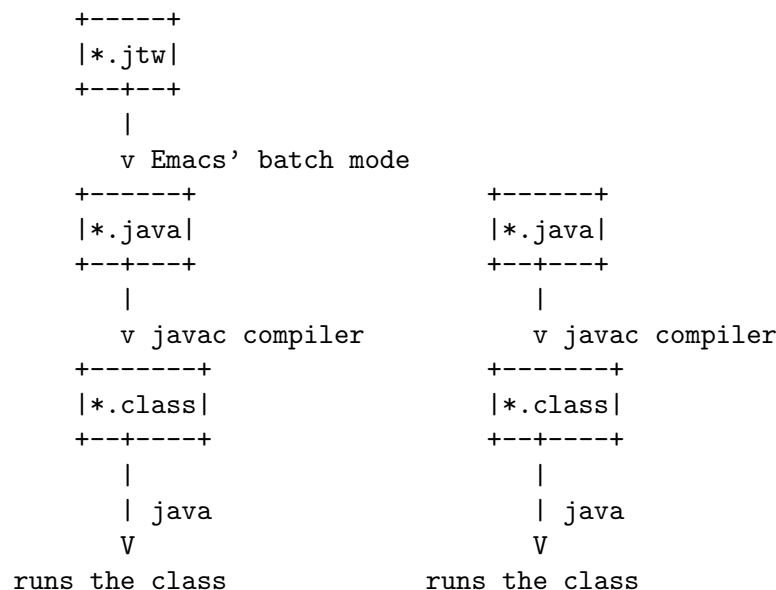 +-----+
|*.jtw|
+--+--+
|
v Emacs’ batch mode
+------+ +------+
|*.java| |*.java|
+--+---+ +--+---+
| |
v javac compiler v javac compiler
+-------+ +-------+
|*.class| |*.class|
+--+----+ +--+----+
| |
| java | java
V V
runs the class runs the class